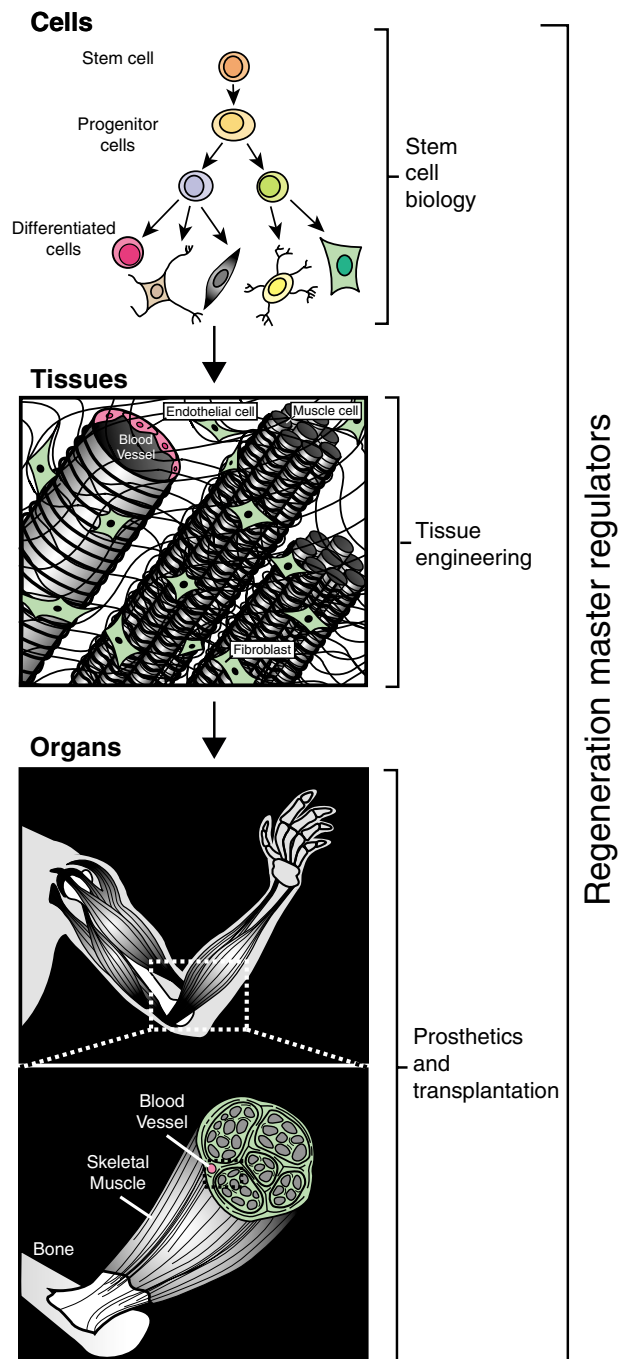 Cells
Stem cell
Progenitor
cells
Differentiated
cells
Stem
cell
biology
Tissues
Endothelial cell
Muscle cell
Blood
Vessel
Fibroblast
Tissue
engineering
Organs
Blood
Vessel
Skeletal
Muscle
Bone
Prosthetics
and
transplantation
Regeneration master regulators